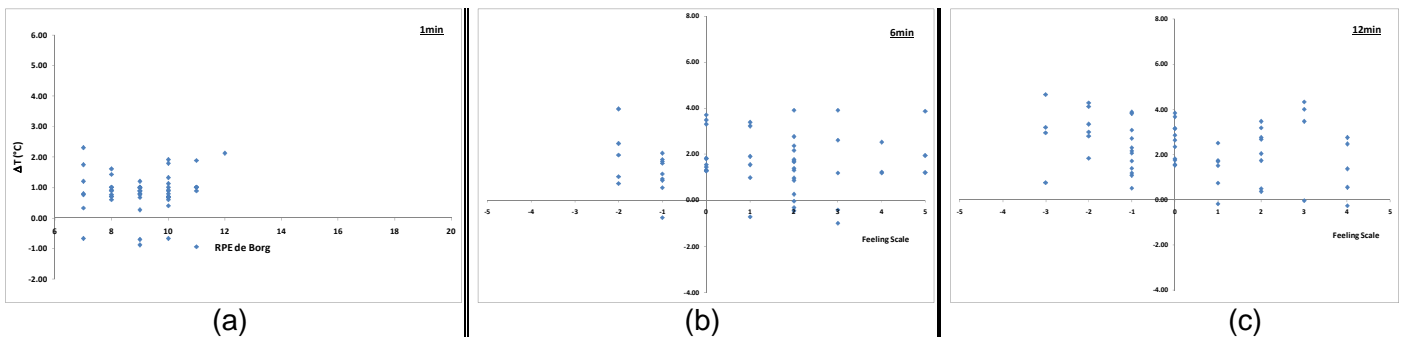 1min
6.00
5.00
4.00
3.00
2.00
1.00
0.00
-1.00
-2.00
ΔT (°C)
6 8 10 12 14 16 18 20
RPE de Borg
(a)
6min
8.00
6.00
4.00
2.00
0.00
-2.00
-4.00
-5 -4 -3 -2 -1 0 1 2 3 4 5
Feeling Scale
(b)
12min
8.00
6.00
4.00
2.00
0.00
-2.00
-4.00
-5 -4 -3 -2 -1 0 1 2 3 4 5
Feeling Scale
(c)